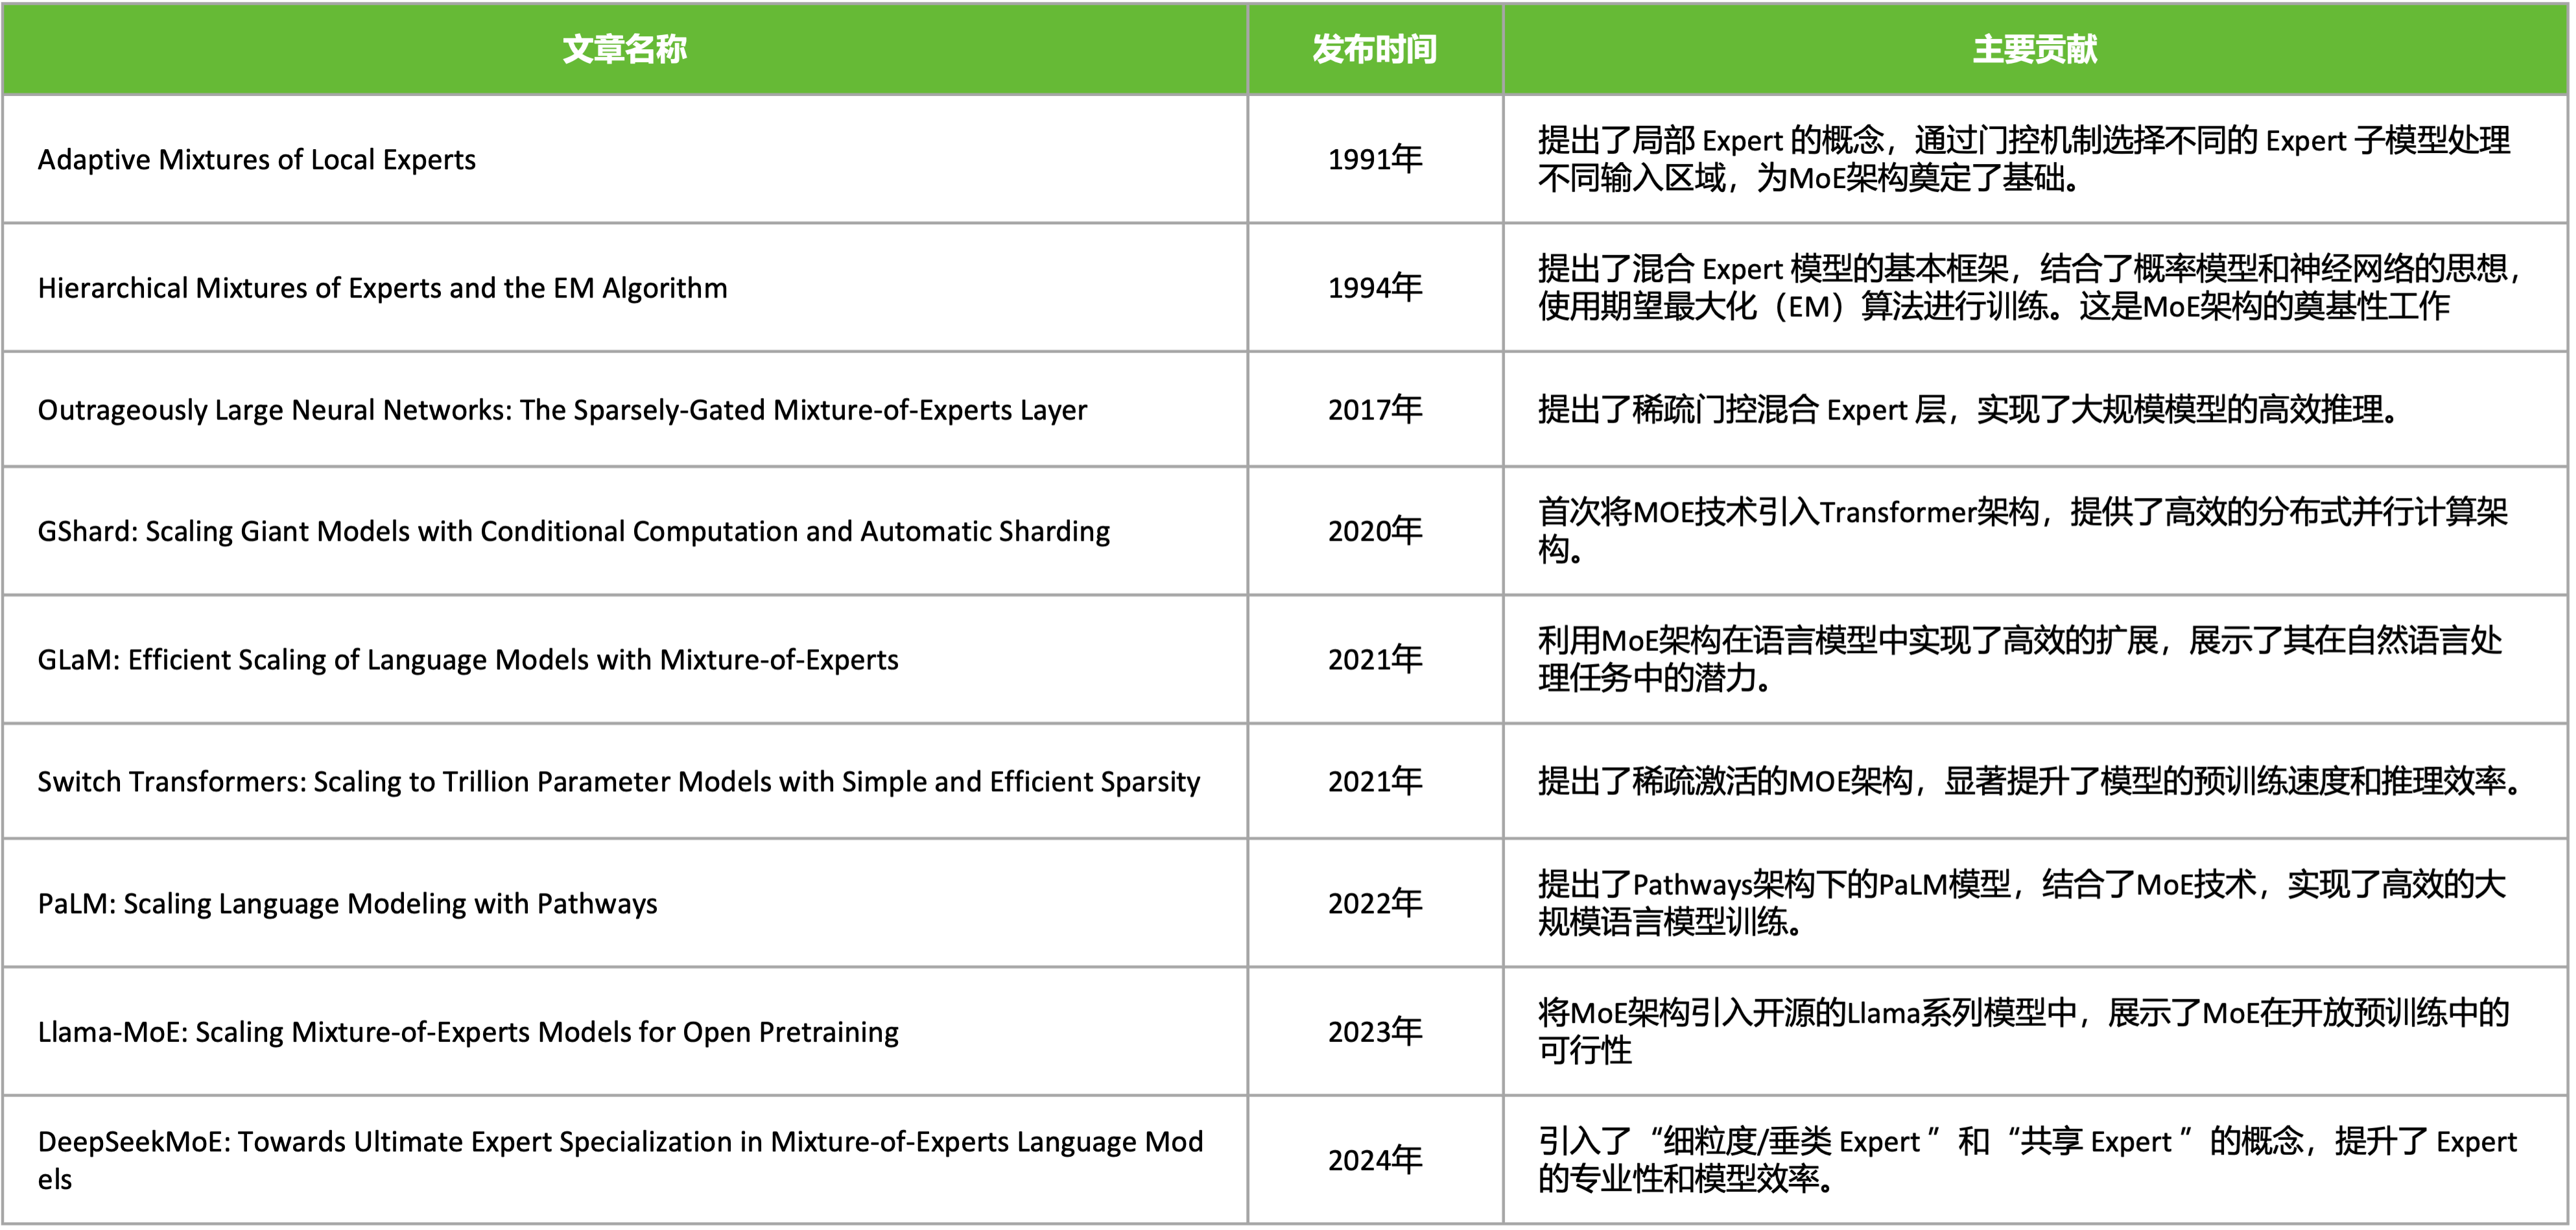 文章名称 发布时间 主要贡献
Adaptive Mixtures of Local Experts 1991年 提出了局部 Expert 的概念，通过门控机制选择不同的 Expert 子模型处理
不同输入区域，为MoE架构奠定了基础。
Hierarchical Mixtures of Experts and the EM Algorithm 1994年 提出了混合 Expert 模型的基本框架，结合了概率模型和神经网络的思想，
使用期望最大化（EM）算法进行训练。这是MoE架构的奠基性工作
Outrageously Large Neural Networks: The Sparsely-Gated Mixture-of-Experts Layer 2017年 提出了稀疏门控混合 Expert 层，实现了大规模模型的高效推理。
GShard: Scaling Giant Models with Conditional Computation and Automatic Sharding 2020年 首次将MOE技术引入Transformer架构，提供了高效的分布式并行计算架
构。
GLaM: Efficient Scaling of Language Models with Mixture-of-Experts 2021年 利用MoE架构在语言模型中实现了高效的扩展，展示了其在自然语言处
理任务中的潜力。
Switch Transformers: Scaling to Trillion Parameter Models with Simple and Efficient Sparsity 2021年 提出了稀疏激活的MOE架构，显著提升了模型的预训练速度和推理效率。
PaLM: Scaling Language Modeling with Pathways 2022年 提出了Pathways架构下的PaLM模型，结合了MoE技术，实现了高效的大
规模语言模型训练。
Llama-MoE: Scaling Mixture-of-Experts Models for Open Pretraining 2023年 将MoE架构引入开源的Llama系列模型中，展示了MoE在开放预训练中的
可行性
DeepSeekMoE: Towards Ultimate Expert Specialization in Mixture-of-Experts Language Mod
els 2024年 引入了“细粒度/垂类 Expert ”和“共享 Expert ”的概念，提升了 Expert
的专业性和模型效率。